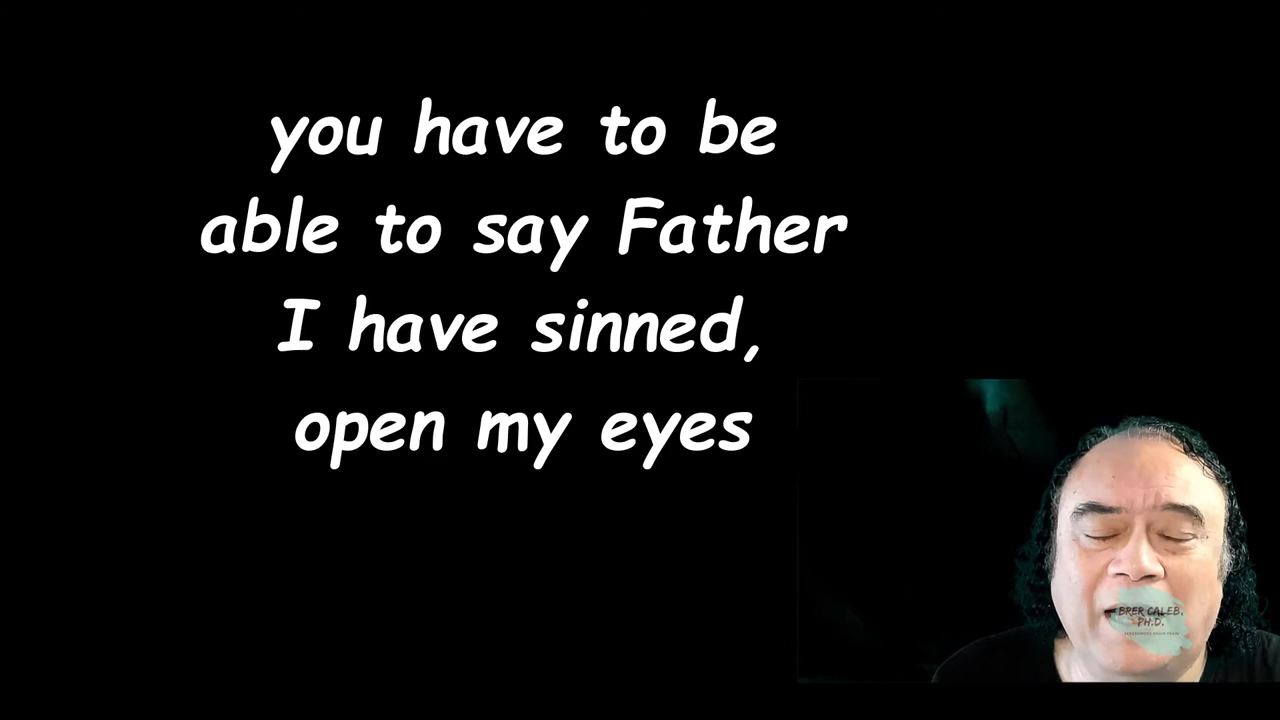 you have to be
able to say Father
I have sinned,
open my eyes
BRER CALEB,
PH.D.